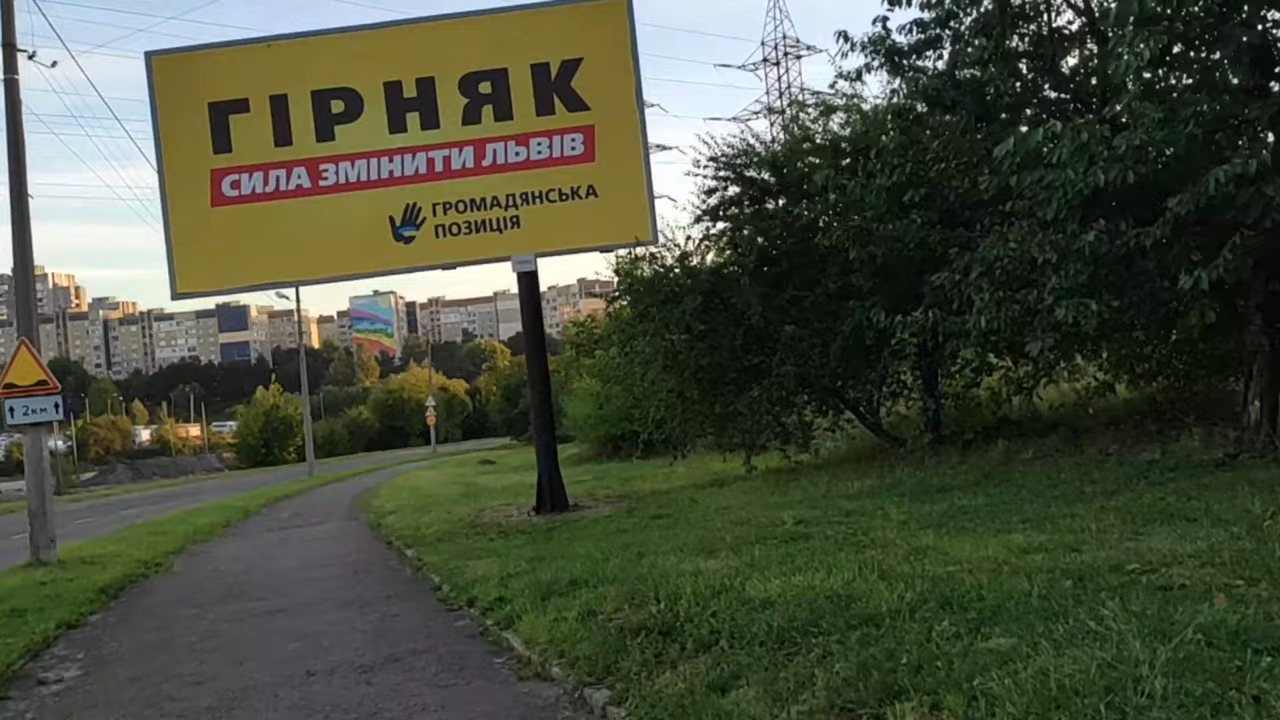 ГІРНЯК
СИЛА ЗМІНИТИ ЛЬВІВ
ГРОМАДЯНСЬКА
ПОЗИЦІЯ
2км